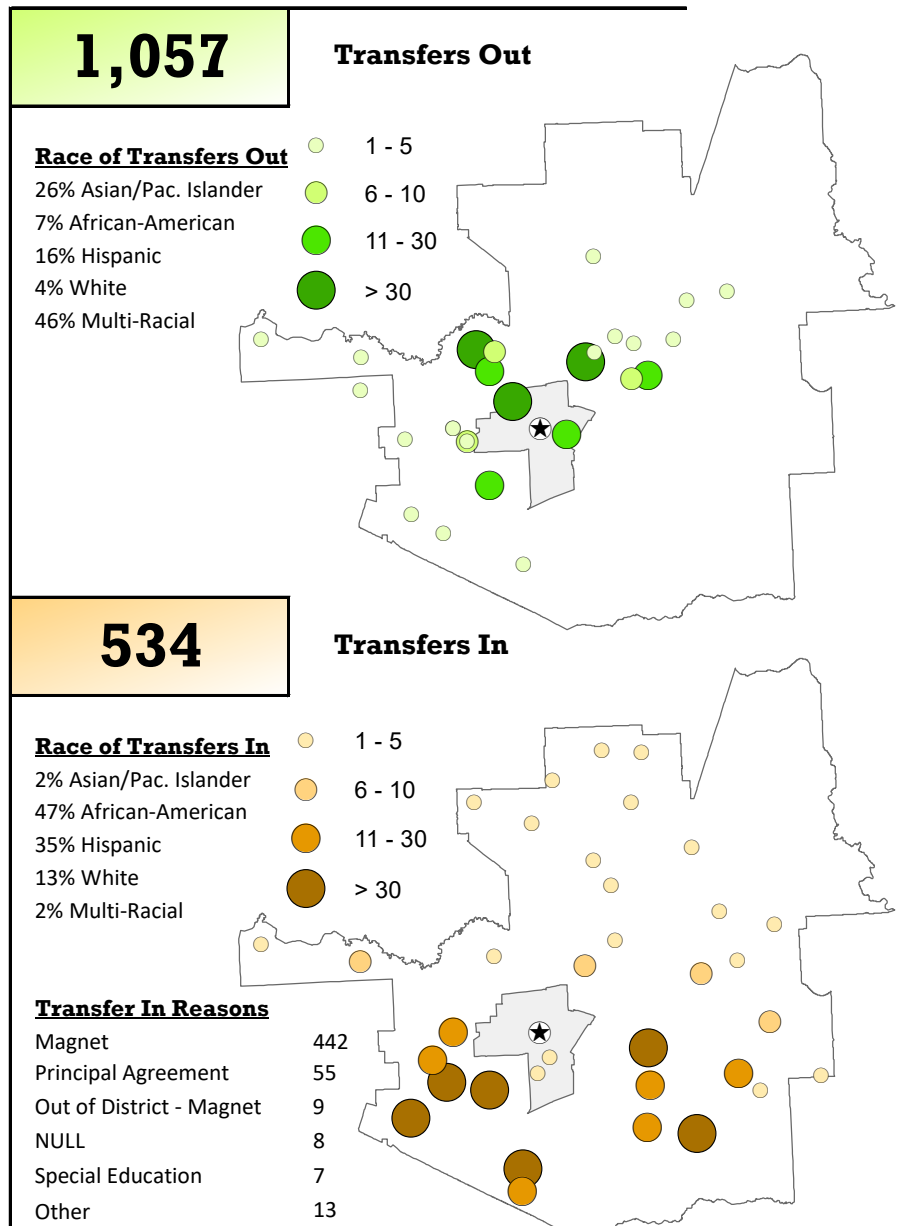 1,057
Transfers Out
Race of Transfers Out
26% Asian/Pac. Islander
7% African-American
16% Hispanic
4% White
46% Multi-Racial
1 - 5
6 - 10
11 - 30
> 30
534
Transfers In
Race of Transfers In
2% Asian/Pac. Islander
47% African-American
35% Hispanic
13% White
2% Multi-Racial
1 - 5
6 - 10
11 - 30
> 30
Transfer In Reasons
Magnet 442
Principal Agreement 55
Out of District - Magnet 9
NULL 8
Special Education 7
Other 13